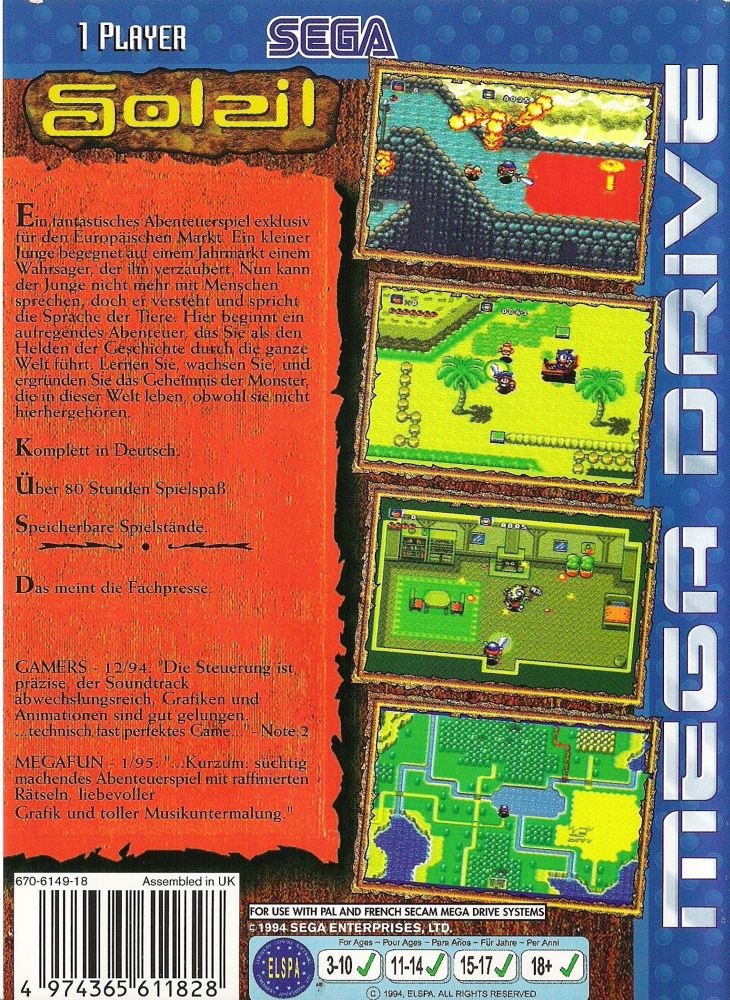 1 PLAYER
SEGA
Soleil
MEGA DRIVE
Ein fantastisches Abenteuerspiel exklusiv
für den Europäischen Markt. Ein kleiner
Junge begegnet auf einem Jahrmarkt einem
Wahrsager, der ihn verzaubert. Nun kann
der Junge nicht mehr mit Menschen
sprechen, doch er versteht und spricht
die Sprache der Tiere. Hier beginnt ein
aufregendes Abenteuer, das Sie als den
Helden der Geschichte durch die ganze
Welt führt. Lernen Sie, wachsen Sie, und
ergründen Sie das Geheimnis der Monster,
die in dieser Welt leben, obwohl sie nicht
hierhergehören.
Komplett in Deutsch.
Über 80 Stunden Spielspaß
Speicherbare Spielstände.
Das meint die Fachpresse:
GAMERS - 12/94: "Die Steuerung ist
präzise, der Soundtrack
abwechslungsreich, Grafiken und
Animationen sind gut gelungen.
...technisch fast perfektes Game..." - Note:2
MEGAFUN - 1/95: "...Kurzum: süchtig
machendes Abenteuerspiel mit raffinierten
Rätseln, liebevoller
Grafik und toller Musikuntermalung."
670-6149-18 Assembled in UK
4 974365 611828
FOR USE WITH PAL AND FRENCH SECAM MEGA DRIVE SYSTEMS
© 1994 SEGA ENTERPRISES, LTD.
For Ages ~ Pour Ages ~ Para Años ~ Für Jahre ~ Per Anni
ELSPA 3-10 11-14 15-17 18+
© 1994, ELSPA. ALL RIGHTS RESERVED.